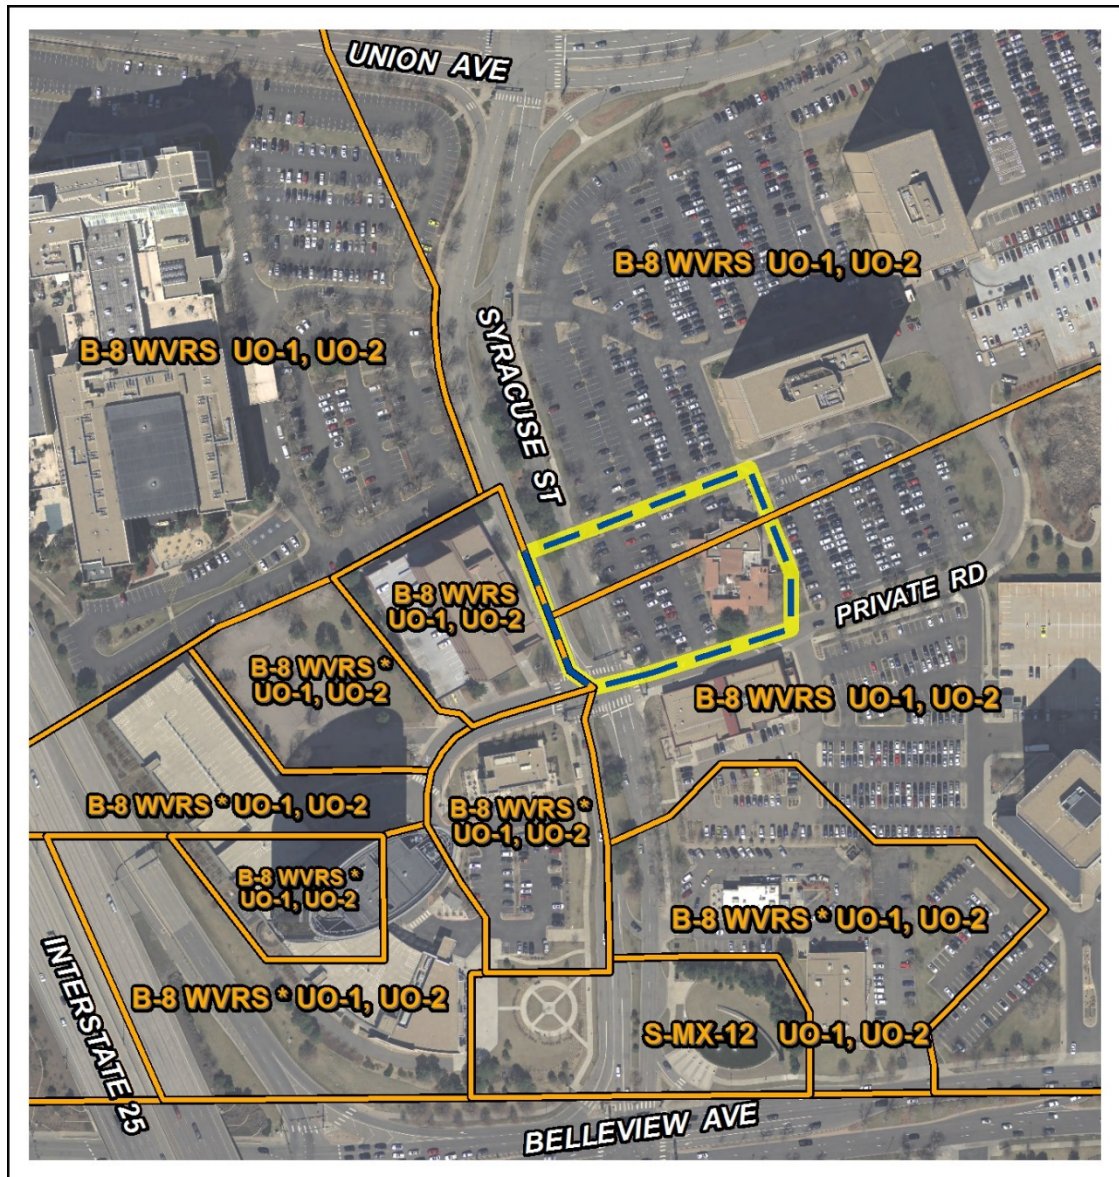 UNION AVE
B-8 WVRS UO-1, UO-2
B-8 WVRS UO-1, UO-2
SYRACUSE ST
PRIVATE RD
B-8 WVRS
UO-1, UO-2
B-8 WVRS *
UO-1, UO-2
B-8 WVRS UO-1, UO-2
B-8 WVRS * UO-1, UO-2
B-8 WVRS *
UO-1, UO-2
B-8 WVRS *
UO-1, UO-2
B-8 WVRS * UO-1, UO-2
B-8 WVRS * UO-1, UO-2
S-MX-12 UO-1, UO-2
INTERSTATE 25
BELLEVIEW AVE